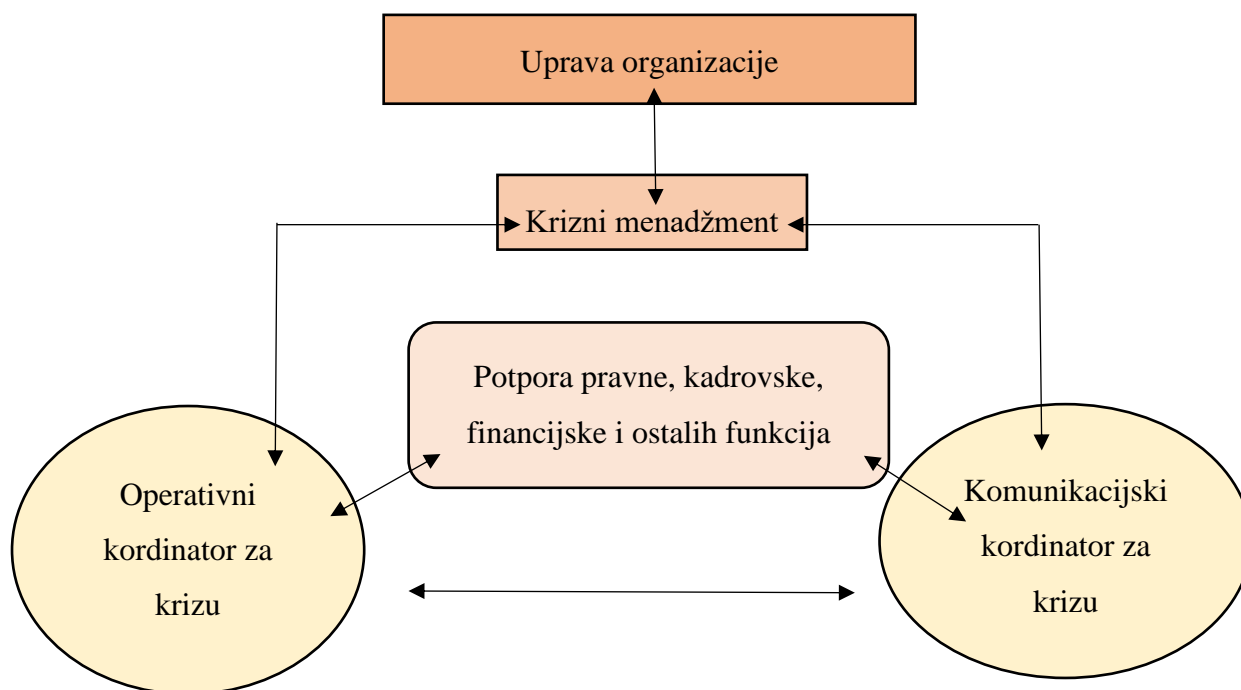 Uprava organizacije
Krizni menadžment
Potpora pravne, kadrovske,
financijske i ostalih funkcija
Operativni
kordinator za
krizu
Komunikacijski
kordinator za
krizu